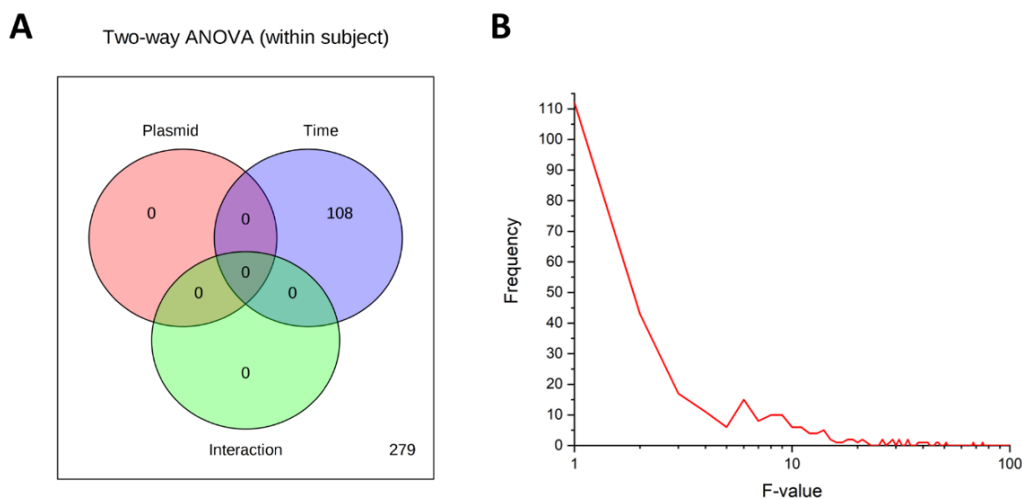 A
Two-way ANOVA (within subject)
Plasmid
Time
0
0
108
0
0
0
0
Interaction
279
B
Frequency
110
100
90
80
70
60
50
40
30
20
10
0
1
10
100
F-value